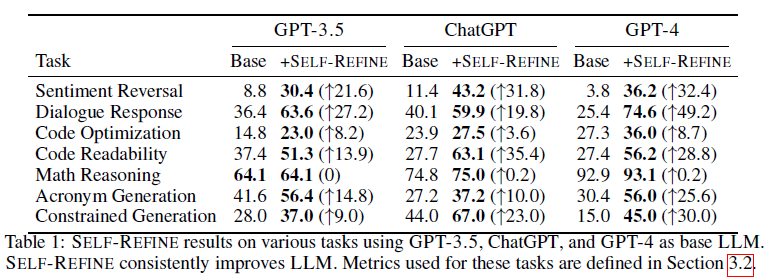 GPT-3.5 ChatGPT GPT-4
Task Base +SELF-REFINE Base +SELF-REFINE Base +SELF-REFINE
Sentiment Reversal 8.8 30.4 (↑21.6) 11.4 43.2 (↑31.8) 3.8 36.2 (↑32.4)
Dialogue Response 36.4 63.6 (↑27.2) 40.1 59.9 (↑19.8) 25.4 74.6 (↑49.2)
Code Optimization 14.8 23.0 (↑8.2) 23.9 27.5 (↑3.6) 27.3 36.0 (↑8.7)
Code Readability 37.4 51.3 (↑13.9) 27.7 63.1 (↑35.4) 27.4 56.2 (↑28.8)
Math Reasoning 64.1 64.1 (0) 74.8 75.0 (↑0.2) 92.9 93.1 (↑0.2)
Acronym Generation 41.6 56.4 (↑14.8) 27.2 37.2 (↑10.0) 30.4 56.0 (↑25.6)
Constrained Generation 28.0 37.0 (↑9.0) 44.0 67.0 (↑23.0) 15.0 45.0 (↑30.0)
Table 1: SELF-REFINE results on various tasks using GPT-3.5, ChatGPT, and GPT-4 as base LLM.
SELF-REFINE consistently improves LLM. Metrics used for these tasks are defined in Section 3.2.